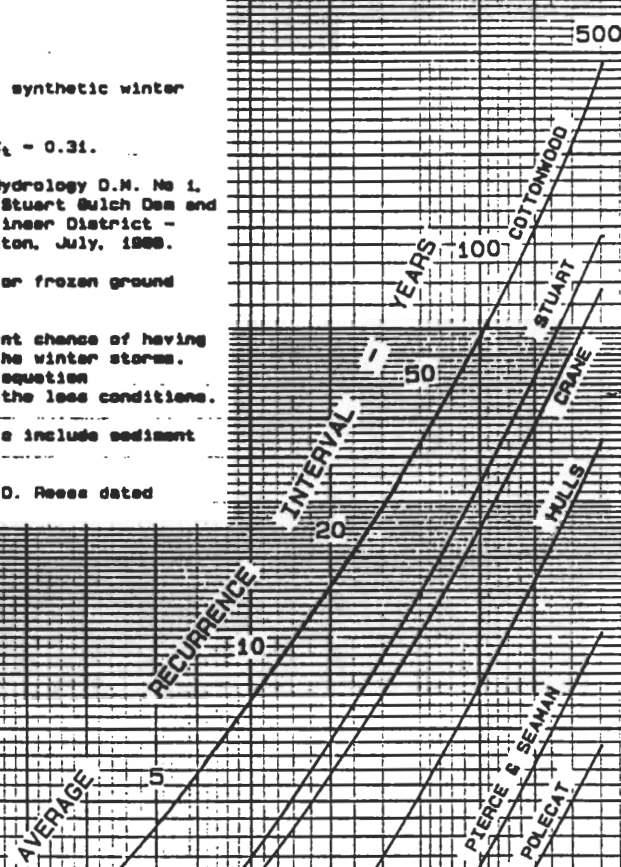 synthetic winter
t - 0.31.
Hydrology D.M. No 1,
Stuart Gulch Dam and
ineer District -
ton, July,
or frozen ground
nt chance of having
he winter storms.
equation
the loss conditions.
e include sediment
D. Reese dated
AVERAGE RECURRENCE INTERVAL - YEARS
5
10
20
50
100
500
COTTONWOOD
STUART
CRANE
HULLS
PIERCE & SEAMAN
POLECAT